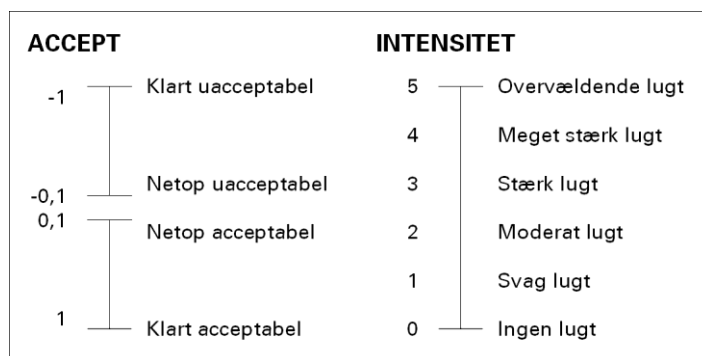 ACCEPT
-1 Klart uacceptabel
-0,1 Netop uacceptabel
0,1 Netop acceptabel
1 Klart acceptabel
INTENSITET
5 Overvældende lugt
4 Meget stærk lugt
3 Stærk lugt
2 Moderat lugt
1 Svag lugt
0 Ingen lugt